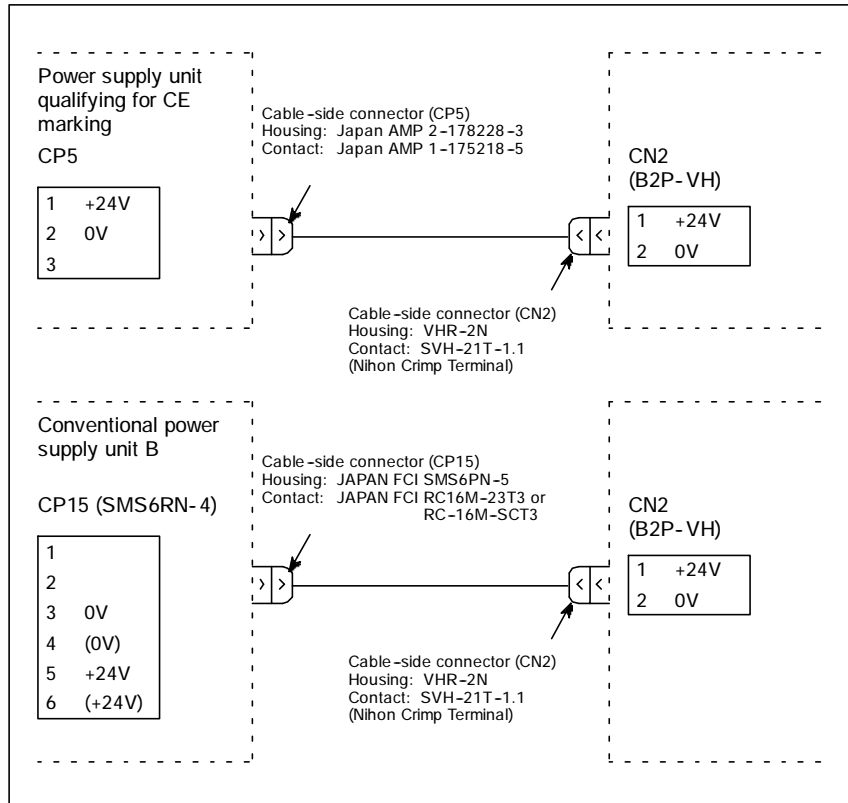 Power supply unit
qualifying for CE
marking
CP5
1 +24V
2 0V
3
Cable-side connector (CP5)
Housing: Japan AMP 2-178228-3
Contact: Japan AMP 1-175218-5
CN2
(B2P-VH)
1 +24V
2 0V
Cable-side connector (CN2)
Housing: VHR-2N
Contact: SVH-21T-1.1
(Nihon Crimp Terminal)
Conventional power
supply unit B
CP15 (SMS6RN-4)
1
2
3 0V
4 (0V)
5 +24V
6 (+24V)
Cable-side connector (CP15)
Housing: JAPAN FCI SMS6PN-5
Contact: JAPAN FCI RC16M-23T3 or
RC-16M-SCT3
CN2
(B2P-VH)
1 +24V
2 0V
Cable-side connector (CN2)
Housing: VHR-2N
Contact: SVH-21T-1.1
(Nihon Crimp Terminal)